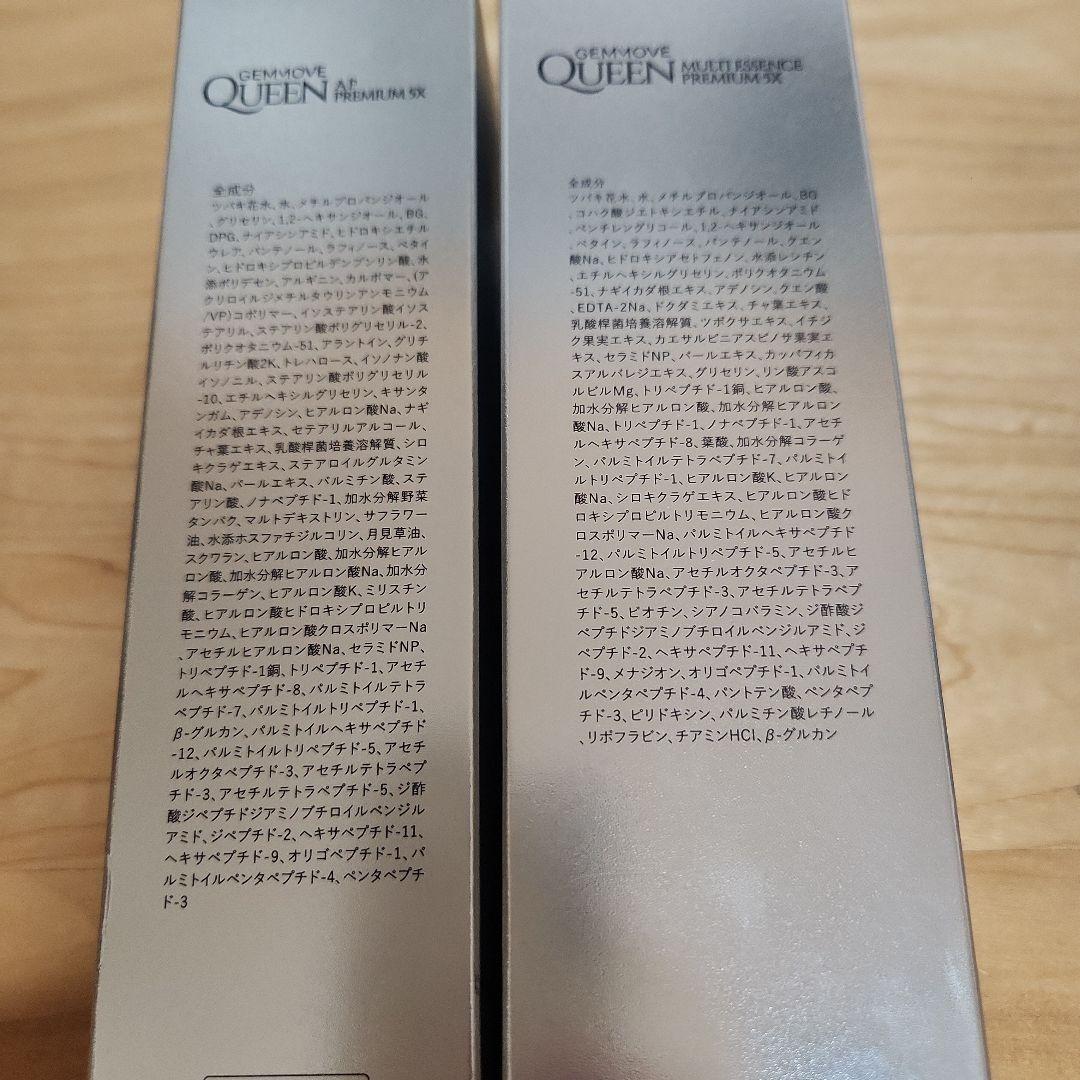 GEMMOVE
QUEEN AF
PREMIUM 5X
全成分
ツバキ花水、水、メチルプロパンジオール
、グリセリン、1,2-ヘキサンジオール、BG、
DPG、ナイアシンアミド、ヒドロキシエチル
ウレア、パンテノール、ラフィノース、ベタイ
ン、ヒドロキシプロピルデンプンリン酸、水
添ポリデセン、アルギニン、カルボマー、(ア
クリロイルジメチルタウリンアンモニウム
/VP)コポリマー、イソステアリン酸イソス
テアリル、ステアリン酸ポリグリセリル-2、
ポリクオタニウム-51、アラントイン、グリチ
ルリチン酸2K、トレハロース、イソノナン酸
イソノニル、ステアリン酸ポリグリセリル
-10、エチルヘキシルグリセリン、キサンタ
ンガム、アデノシン、ヒアルロン酸Na、ナギ
イカダ根エキス、セテアリルアルコール、
チャ葉エキス、乳酸桿菌培養溶解質、シロ
キクラゲエキス、ステアロイルグルタミン
酸Na、パールエキス、パルミチン酸、ステ
アリン酸、ノナペプチド-1、加水分解野菜
タンパク、マルトデキストリン、サフラワー
油、水添ホスファチジルコリン、月見草油、
スクワラン、ヒアルロン酸、加水分解ヒアル
ロン酸、加水分解ヒアルロン酸Na、加水分
解コラーゲン、ヒアルロン酸K、ミリスチン
酸、ヒアルロン酸ヒドロキシプロピルトリ
モニウム、ヒアルロン酸クロスポリマーNa
、アセチルヒアルロン酸Na、セラミドNP、
トリペプチド-1銅、トリペプチド-1、アセチ
ルヘキサペプチド-8、パルミトイルテトラ
ペプチド-7、パルミトイルトリペプチド-1、
β-グルカン、パルミトイルヘキサペプチド
-12、パルミトイルトリペプチド-5、アセチ
ルオクタペプチド-3、アセチルテトラペプ
チド-3、アセチルテトラペプチド-5、ジ酢
酸ジペプチドジアミノブチロイルベンジル
アミド、ジペプチド-2、ヘキサペプチド-11、
ヘキサペプチド-9、オリゴペプチド-1、パ
ルミトイルペンタペプチド-4、ペンタペプチ
ド-3
GEMMOVE
QUEEN MULTI ESSENCE
PREMIUM 5X
全成分
ツバキ花水、水、メチルプロパンジオール、BG
、コハク酸ジエトキシエチル、ナイアシンアミド
、ペンチレングリコール、1,2-ヘキサンジオール
、ベタイン、ラフィノース、パンテノール、クエン
酸Na、ヒドロキシアセトフェノン、水添レシチン
、エチルヘキシルグリセリン、ポリクオタニウム
-51、ナギイカダ根エキス、アデノシン、クエン酸
、EDTA-2Na、ドクダミエキス、チャ葉エキス、
乳酸桿菌培養溶解質、ツボクサエキス、イチジ
ク果実エキス、カエサルピニアスピノサ果実エ
キス、セラミドNP、パールエキス、カッパフィカ
スアルバレジエキス、グリセリン、リン酸アスコ
ルビルMg、トリペプチド-1銅、ヒアルロン酸、
加水分解ヒアルロン酸、加水分解ヒアルロン
酸Na、トリペプチド-1、ノナペプチド-1、アセチ
ルヘキサペプチド-8、葉酸、加水分解コラーゲ
ン、パルミトイルテトラペプチド-7、パルミトイ
ルトリペプチド-1、ヒアルロン酸K、ヒアルロン
酸Na、シロキクラゲエキス、ヒアルロン酸ヒド
ロキシプロピルトリモニウム、ヒアルロン酸ク
ロスポリマーNa、パルミトイルヘキサペプチド
-12、パルミトイルトリペプチド-5、アセチルヒ
アルロン酸Na、アセチルオクタペプチド-3、ア
セチルテトラペプチド-3、アセチルテトラペプ
チド-5、ビオチン、シアノコバラミン、ジ酢酸ジ
ペプチドジアミノブチロイルベンジルアミド、ジ
ペプチド-2、ヘキサペプチド-11、ヘキサペプチ
ド-9、メナジオン、オリゴペプチド-1、パルミトイ
ルペンタペプチド-4、パントテン酸、ペンタペプ
チド-3、ピリドキシン、パルミチン酸レチノール
、リボフラビン、チアミンHCl、β-グルカン